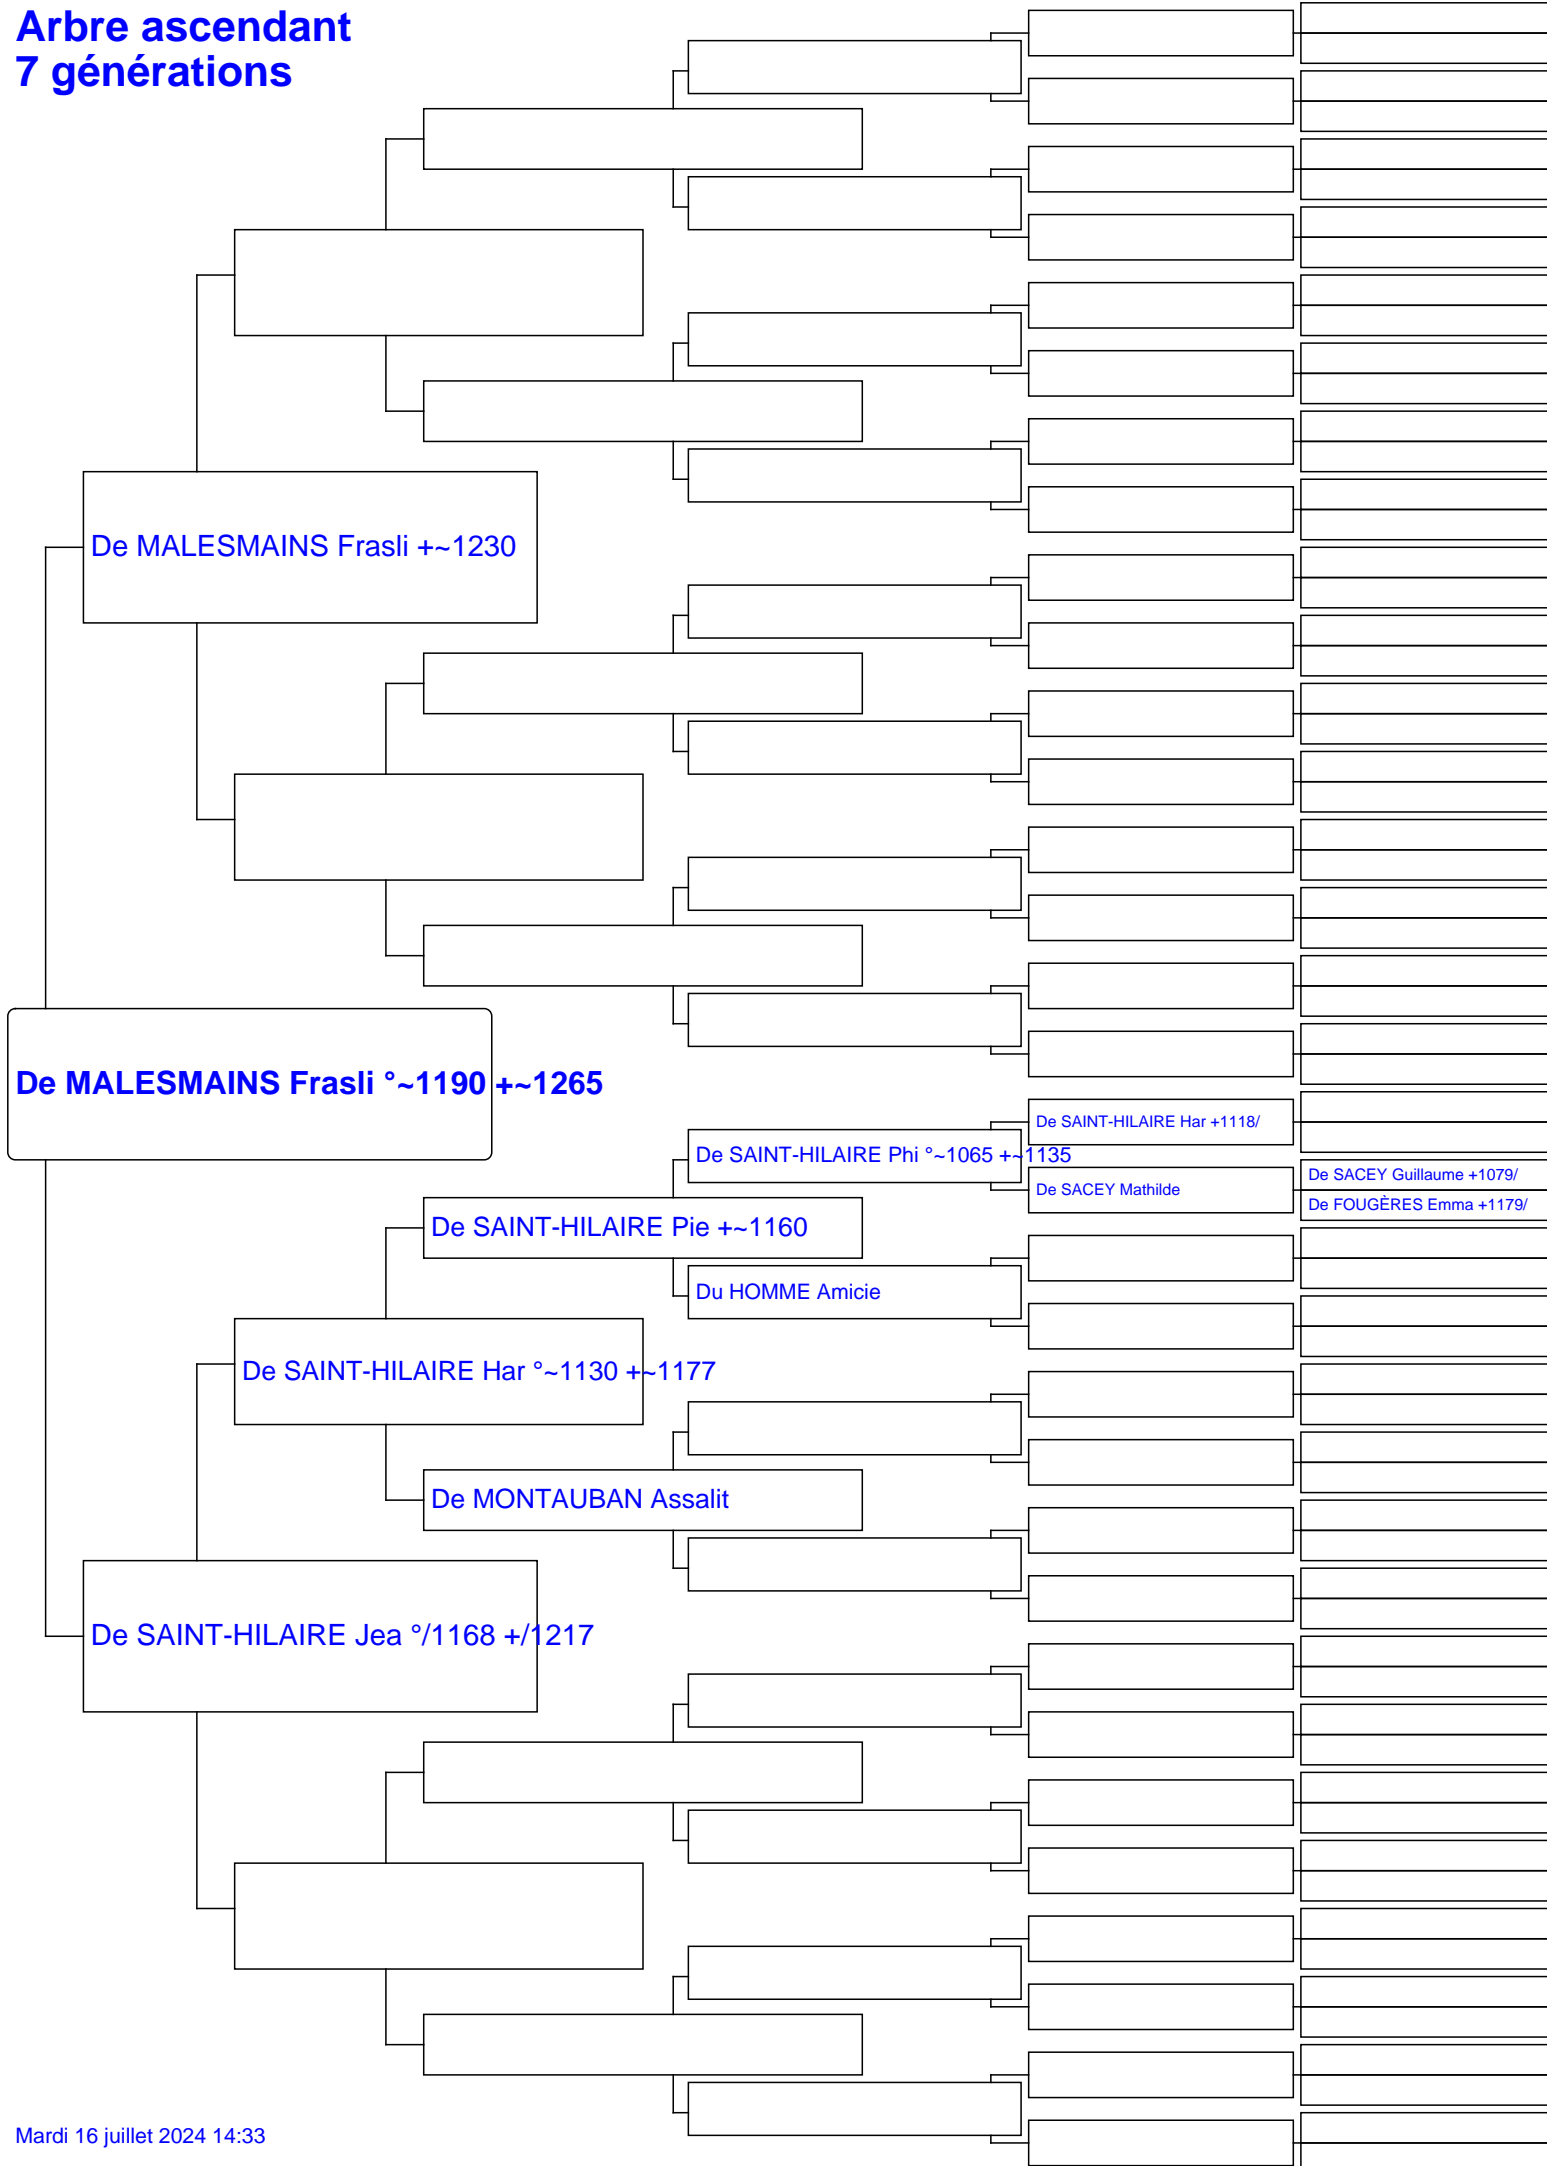 Arbre ascendant
7 générations
De MALESMAINS Frasli +~1230
De MALESMAINS Frasli °~1190 +~1265
De SAINT-HILAIRE Har +1118/
De SAINT-HILAIRE Phi °~1065 +~1135
De SACEY Guillaume +1079/
De SACEY Mathilde
De FOUGÈRES Emma +1179/
De SAINT-HILAIRE Pie +~1160
Du HOMME Amicie
De SAINT-HILAIRE Har °~1130 +~1177
De MONTAUBAN Assalit
De SAINT-HILAIRE Jea °/1168 +/1217
Mardi 16 juillet 2024 14:33